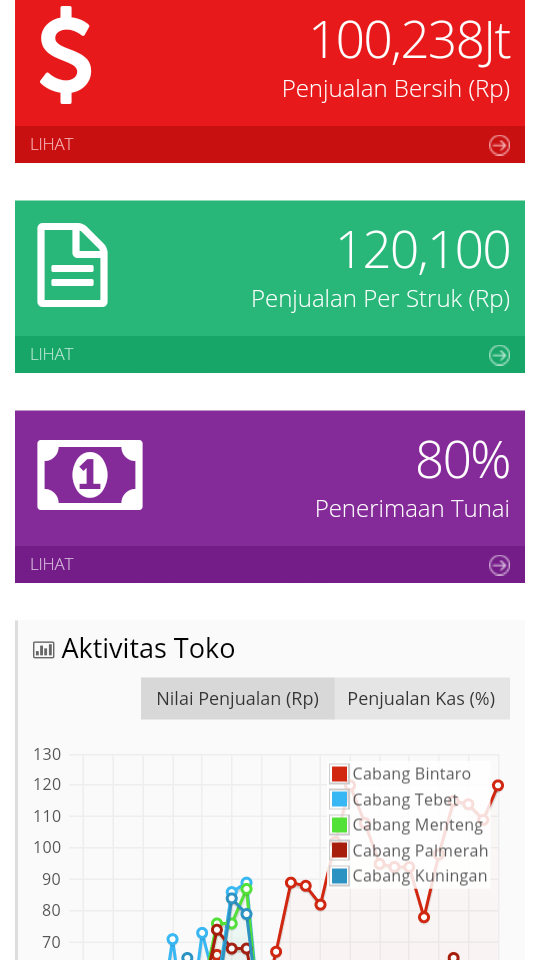 100,238Jt
Penjualan Bersih (Rp)
LIHAT
120,100
Penjualan Per Struk (Rp)
LIHAT
1
80%
Penerimaan Tunai
LIHAT
Aktivitas Toko
Nilai Penjualan (Rp)
Penjualan Kas (%)
130
120
110
100
90
80
70
Cabang Bintaro
Cabang Tebet
Cabang Menteng
Cabang Palmerah
Cabang Kuningan